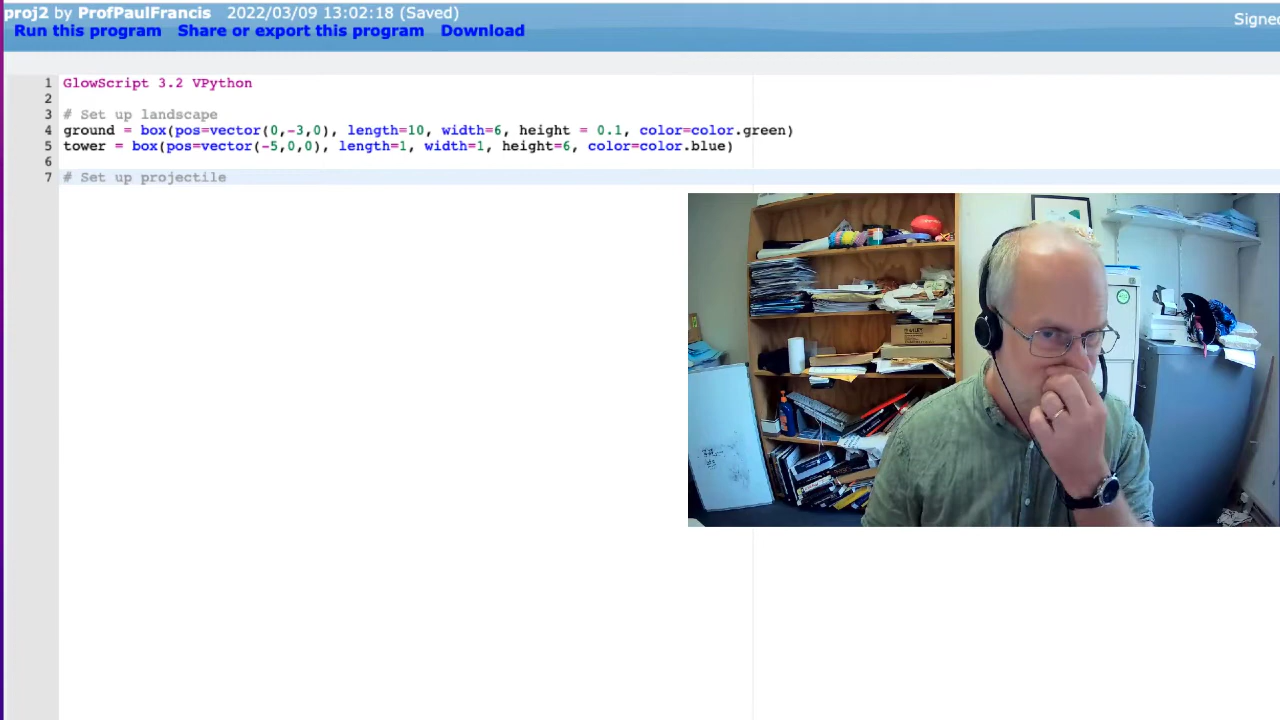 proj2 by ProfPaulFrancis 2022/03/09 13:02:18 (Saved)
Signed
Run this program Share or export this program Download
1 GlowScript 3.2 VPython
2
3 # Set up landscape
4 ground = box(pos=vector(0,-3,0), length=10, width=6, height = 0.1, color=color.green)
5 tower = box(pos=vector(-5,0,0), length=1, width=1, height=6, color=color.blue)
6
7 # Set up projectile